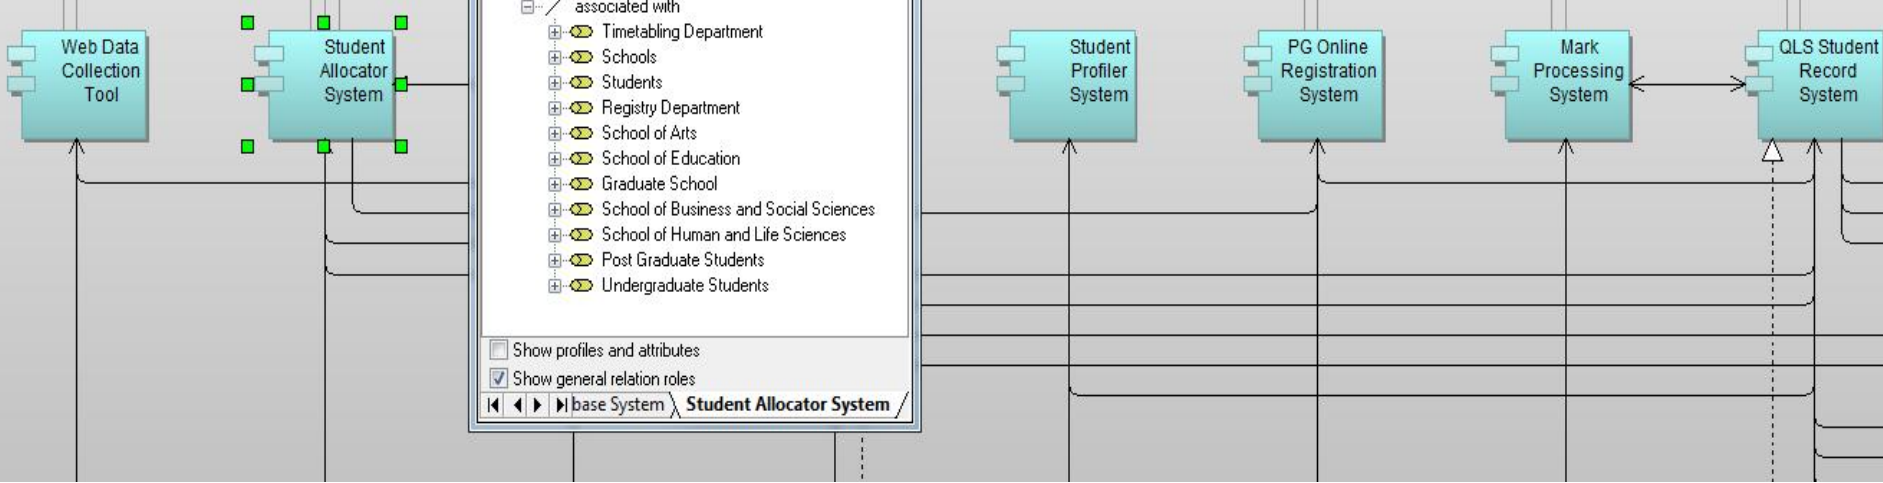 Web Data
Collection
Tool
Student
Allocator
System
associated with
Timetabling Department
Schools
Students
Registry Department
School of Arts
School of Education
Graduate School
School of Business and Social Sciences
School of Human and Life Sciences
Post Graduate Students
Undergraduate Students
Show profiles and attributes
Show general relation roles
base System
Student Allocator System
Student
Profiler
System
PG Online
Registration
System
Mark
Processing
System
QLS Student
Record
System